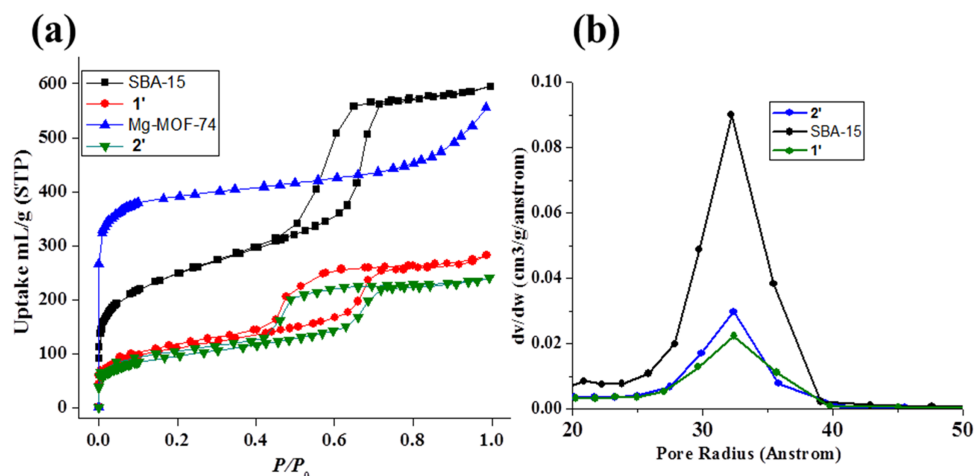 (a)
SBA-15
1'
Mg-MOF-74
2'
Uptake mL/g (STP)
600
500
400
300
200
100
0
0.0 0.2 0.4 0.6 0.8 1.0
P/P₀
(b)
2'
SBA-15
1'
dv/dw (cm3/g/anstrom)
0.10
0.08
0.06
0.04
0.02
0.00
20 30 40 50
Pore Radius (Anstrom)